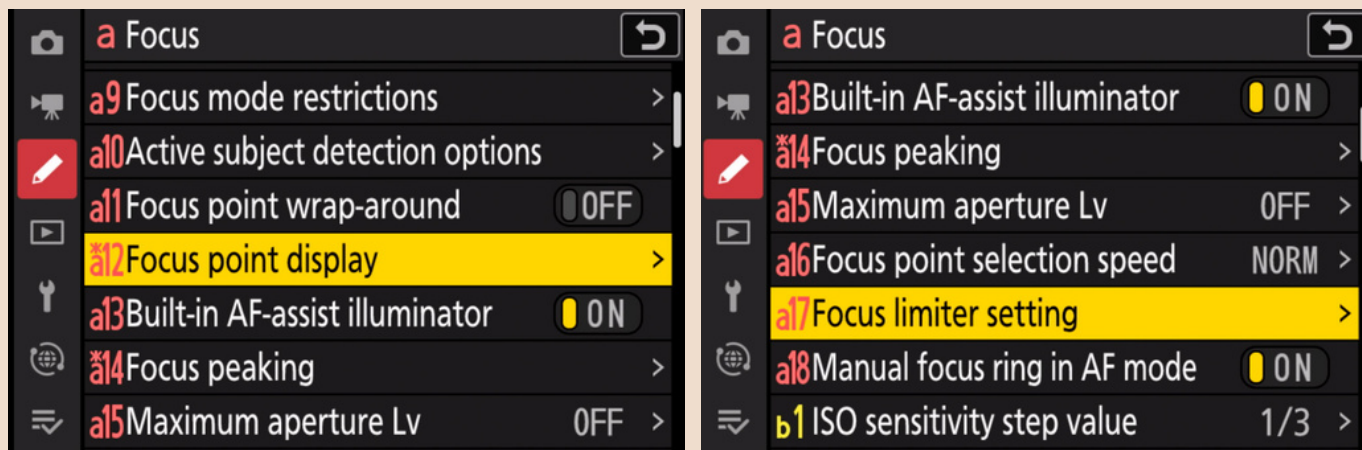 a Focus
a9 Focus mode restrictions >
a10 Active subject detection options >
a11 Focus point wrap-around OFF
*a12 Focus point display >
a13 Built-in AF-assist illuminator ON
*a14 Focus peaking >
a15 Maximum aperture Lv OFF >
a Focus
a13 Built-in AF-assist illuminator ON
*a14 Focus peaking >
a15 Maximum aperture Lv OFF >
a16 Focus point selection speed NORM >
a17 Focus limiter setting >
a18 Manual focus ring in AF mode ON
b1 ISO sensitivity step value 1/3 >